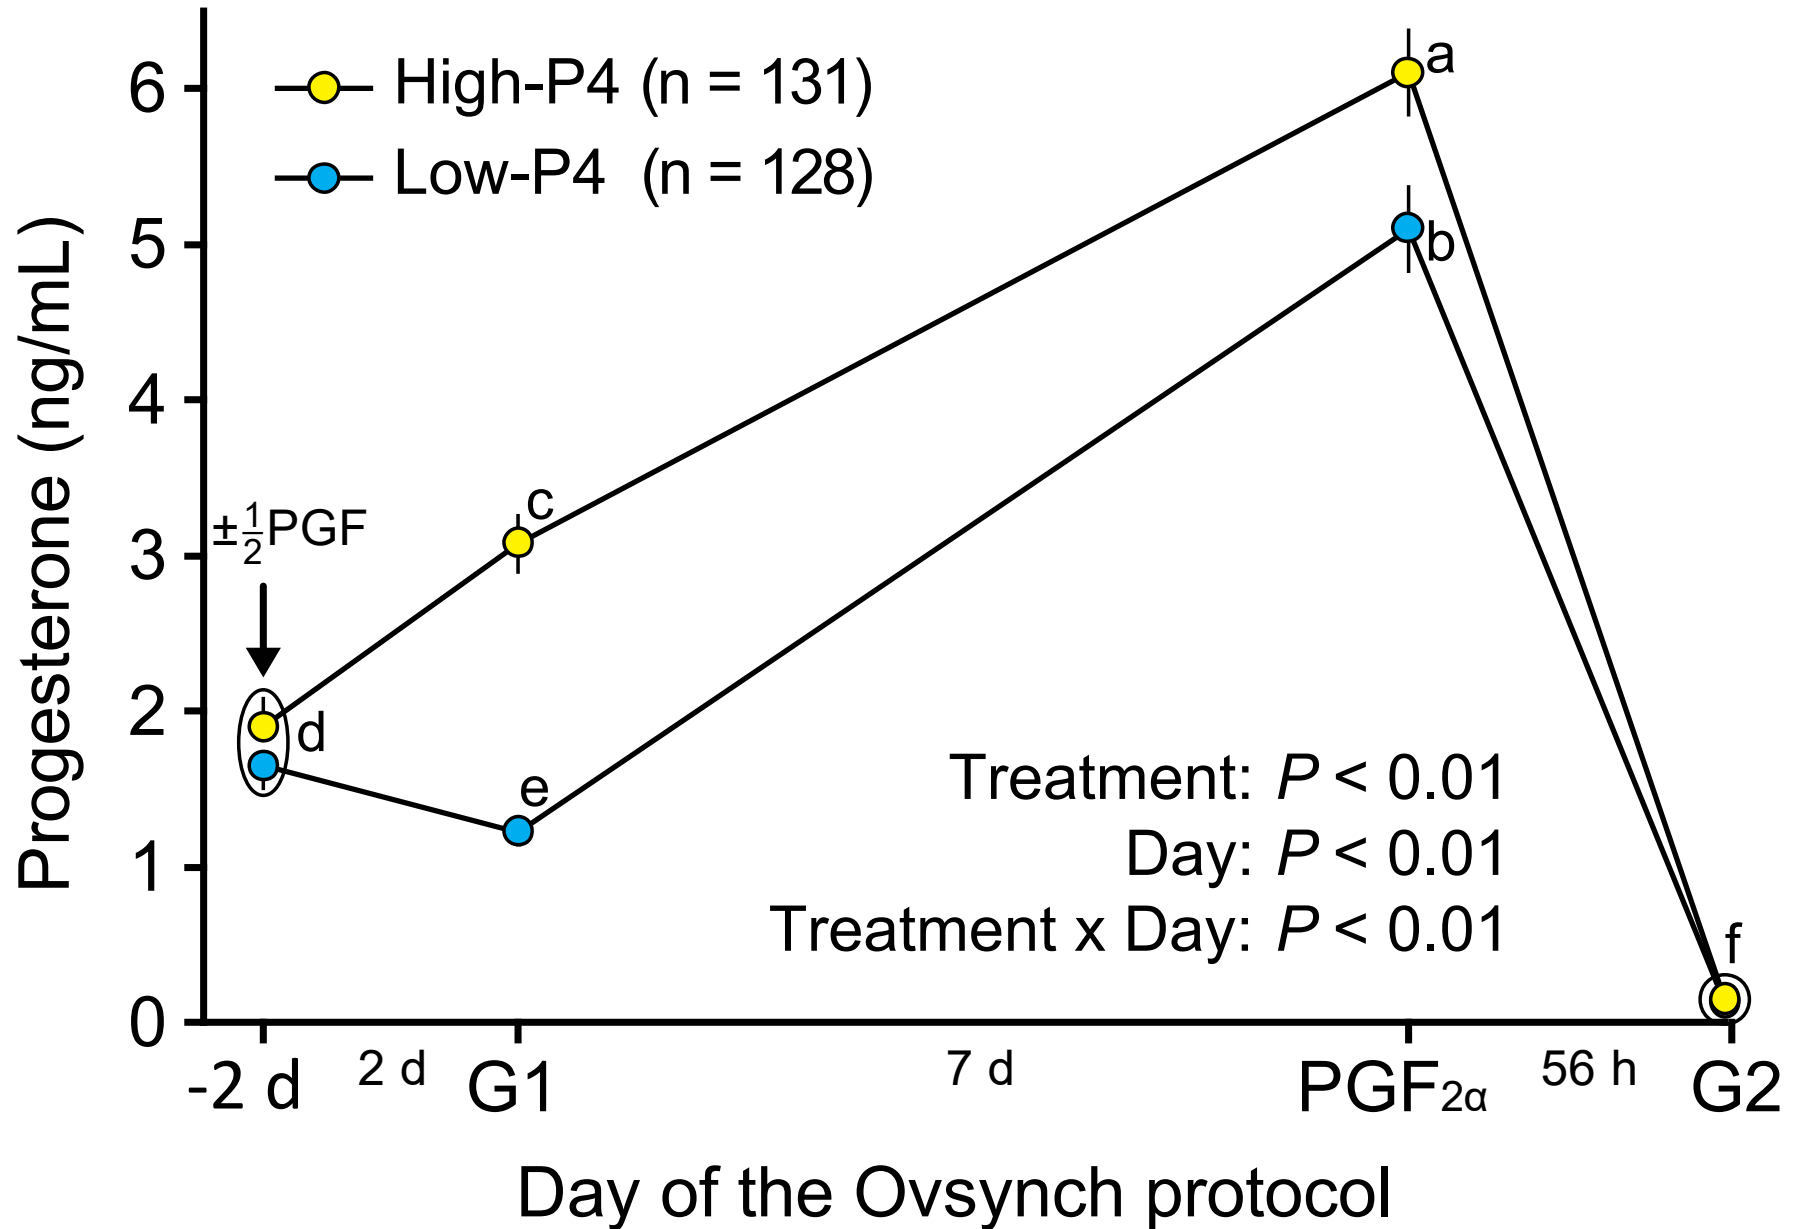 High-P4 (n = 131)
Low-P4 (n = 128)
Progesterone (ng/mL)
6
5
4
3
2
1
0
±½PGF
a
b
c
d
e
f
Treatment: P < 0.01
Day: P < 0.01
Treatment x Day: P < 0.01
-2 d 2 d G1 7 d PGF2α 56 h G2
Day of the Ovsynch protocol